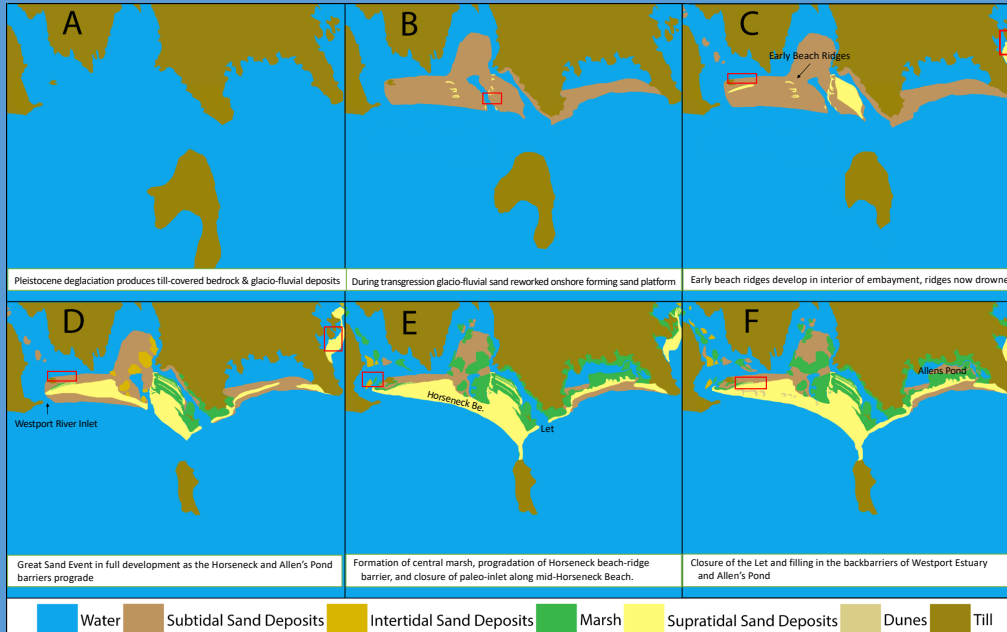 A
B
C
Early Beach Ridges
Pleistocene deglaciation produces till-covered bedrock & glacio-fluvial deposits
During transgression glacio-fluvial sand reworked onshore forming sand platform
Early beach ridges develop in interior of embayment, ridges now drowne
D
E
F
Westport River Inlet
Horseneck Be.
Let
Allens Pond
Great Sand Event in full development as the Horseneck and Allen's Pond
barriers prograde
Formation of central marsh, progradation of Horseneck beach-ridge
barrier, and closure of paleo-inlet along mid-Horseneck Beach.
Closure of the Let and filling in the backbarriers of Westport Estuary
and Allen's Pond
Water Subtidal Sand Deposits Intertidal Sand Deposits Marsh Supratidal Sand Deposits Dunes Till